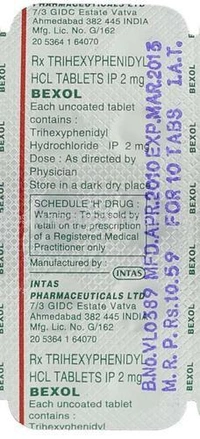 PHARMACEUTICALS LTD
7/3 GIDC Estate Vatva
Ahmedabad 382 445 INDIA
Mfg. Lic. No. G/162
20 5364 1 64070
Rx TRIHEXYPHENIDYL
HCL TABLETS IP 2 mg
BEXOL
Each uncoated tablet
contains :
Trihexyphenidyl
Hydrochloride IP 2 m
Dose : As directed by
Physician
Store in a dark dry place
SCHEDULE 'H' DRUG :
Warning : To be sold by
retail on the prescription
of a Registered Medical
Practitioner only
Manufactured by :
INTAS
INTAS
PHARMACEUTICALS LTD
7/3 GIDC Estate Vatva
Ahmedabad 382 445 INDIA
Mfg. Lic. No. G/162
20 5364 1 64070
Rx TRIHEXYPHENIDYL
HCL TABLETS IP 2 mg
BEXOL
Each uncoated tablet
contains :
B.NO.VL0389 MFD.APR.2010 EXP.MAR.2013
M.R.P. Rs.10.59 FOR 10 TABS I.A.T.
BEXOL
BEXOL
BEXOL
BEXOL